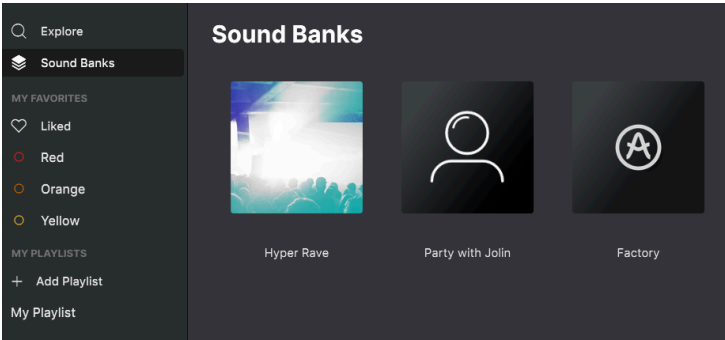 Explore
Sound Banks
MY FAVORITES
Liked
Red
Orange
Yellow
MY PLAYLISTS
Add Playlist
My Playlist
Sound Banks
Hyper Rave
Party with Jolin
Factory